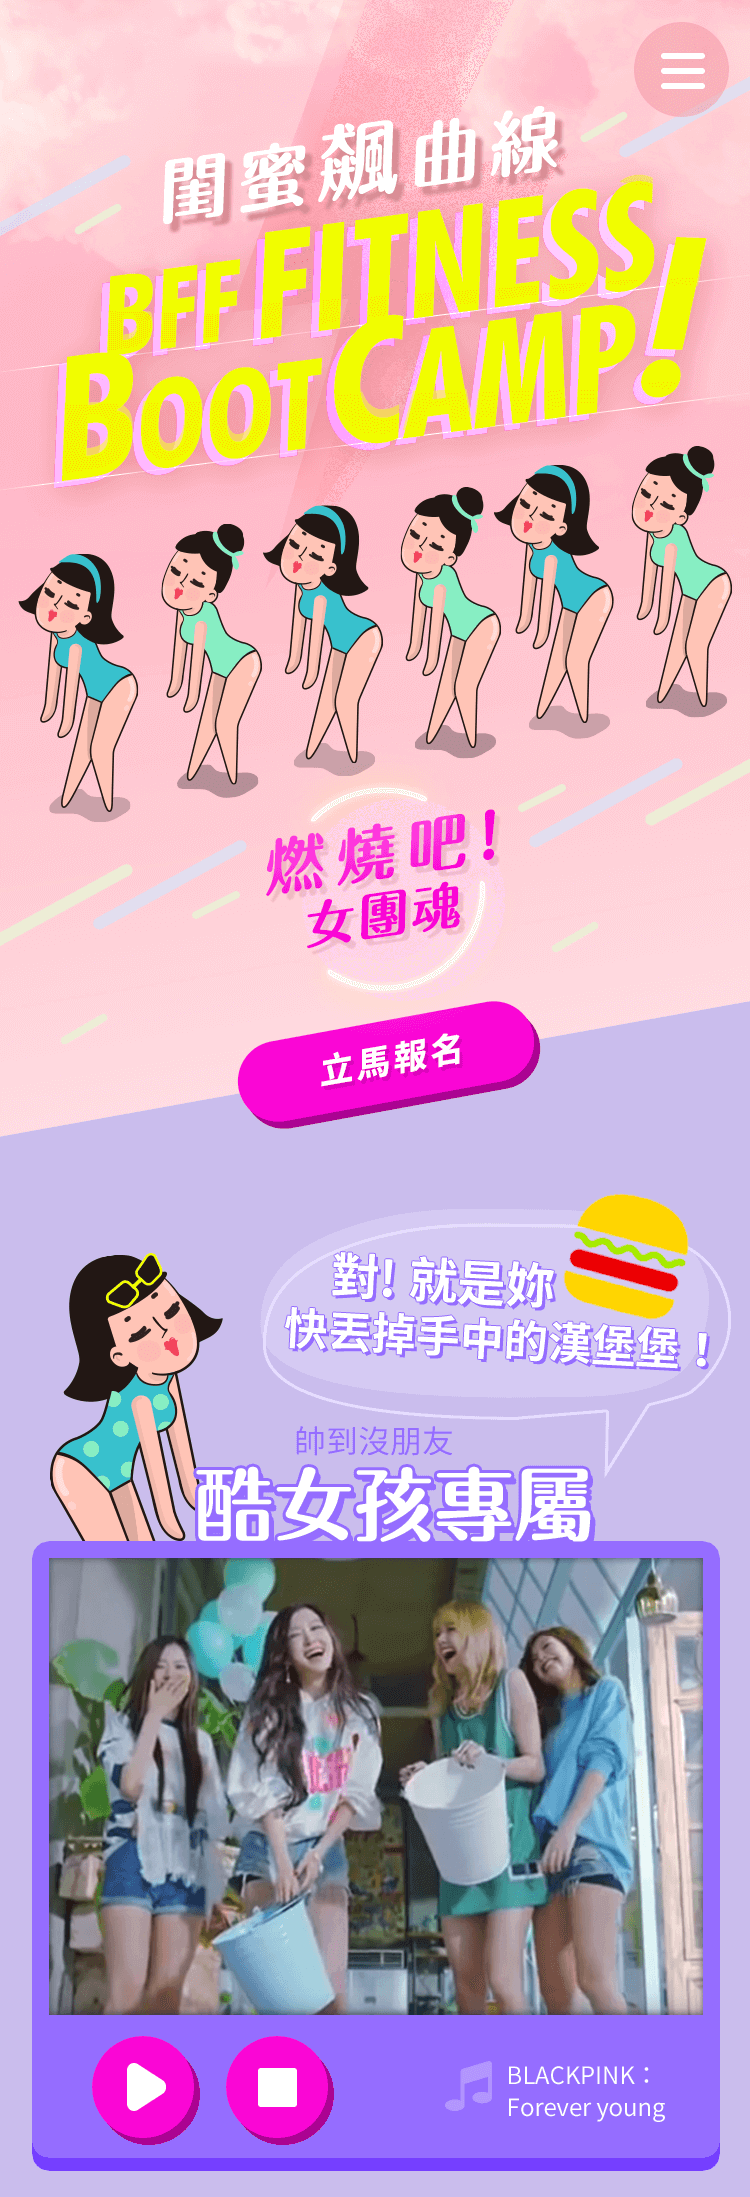 閨蜜飆曲線
BFF FITNESS
BOOTCAMP!
燃燒吧!
女團魂
立馬報名
對!就是妳
快丟掉手中的漢堡堡!
帥到沒朋友
酷女孩專屬
BLACKPINK：
Forever young